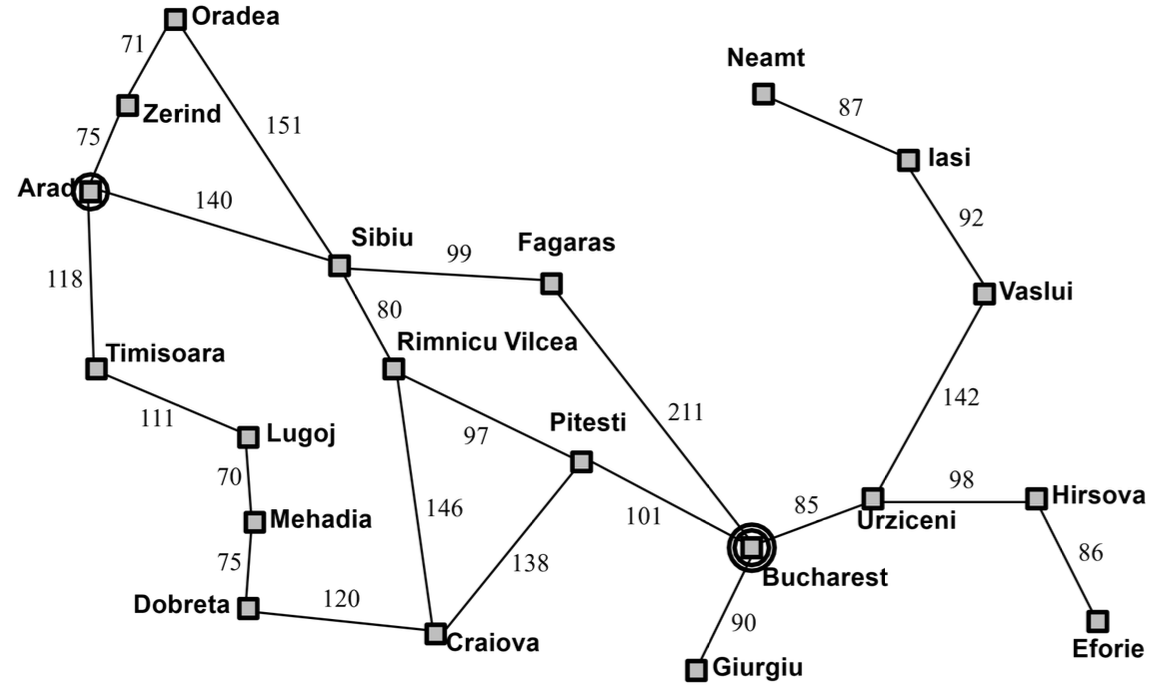 Oradea
71
Neamt
87
Zerind
151
75
Iasi
Arad
140
92
Sibiu
Fagaras
99
118
Vaslui
80
Rimnicu Vilcea
Timisoara
142
111
211
Pitesti
97
Lugoj
70
98
Hirsova
146
101
85
Urziceni
Mehadia
75
138
86
Bucharest
Dobreta
120
90
Craiova
Eforie
Giurgiu